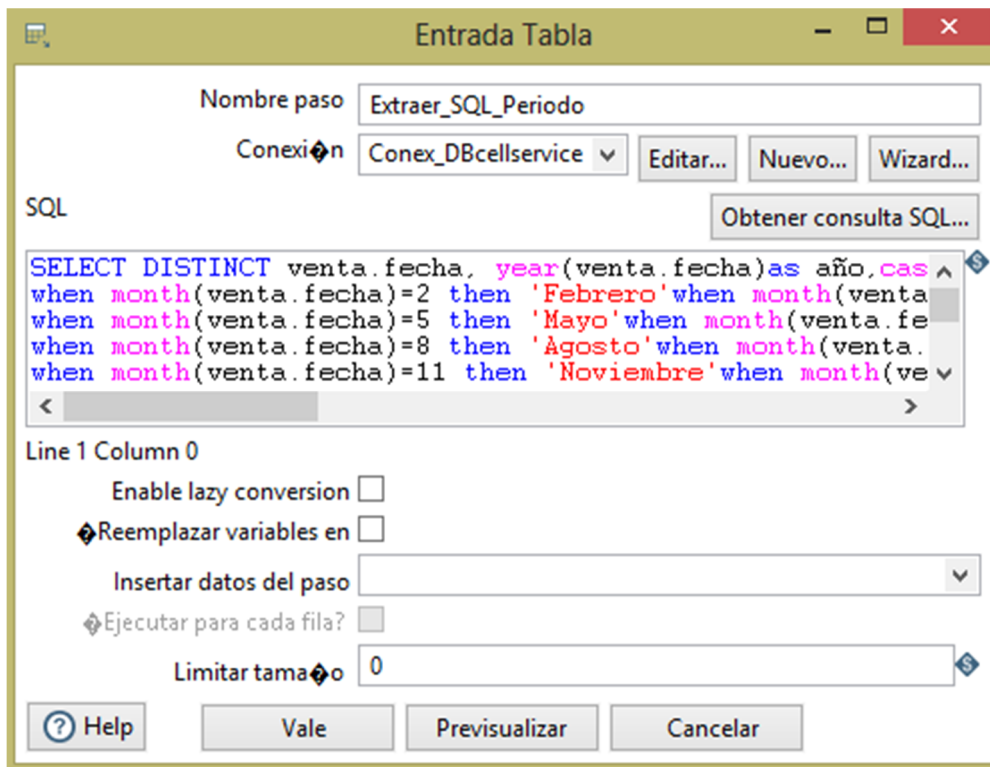 Entrada Tabla
Nombre paso Extraer_SQL_Periodo
Conexi�n Conex_DBcellservice Editar... Nuevo... Wizard...
SQL
Obtener consulta SQL...
SELECT DISTINCT venta.fecha, year(venta.fecha)as año,cas
when month(venta.fecha)=2 then 'Febrero'when month(venta
when month(venta.fecha)=5 then 'Mayo'when month(venta.fe
when month(venta.fecha)=8 then 'Agosto'when month(venta.
when month(venta.fecha)=11 then 'Noviembre'when month(ve
Line 1 Column 0
Enable lazy conversion
�Reemplazar variables en
Insertar datos del paso
�Ejecutar para cada fila?
Limitar tama�o 0
Help Vale Previsualizar Cancelar